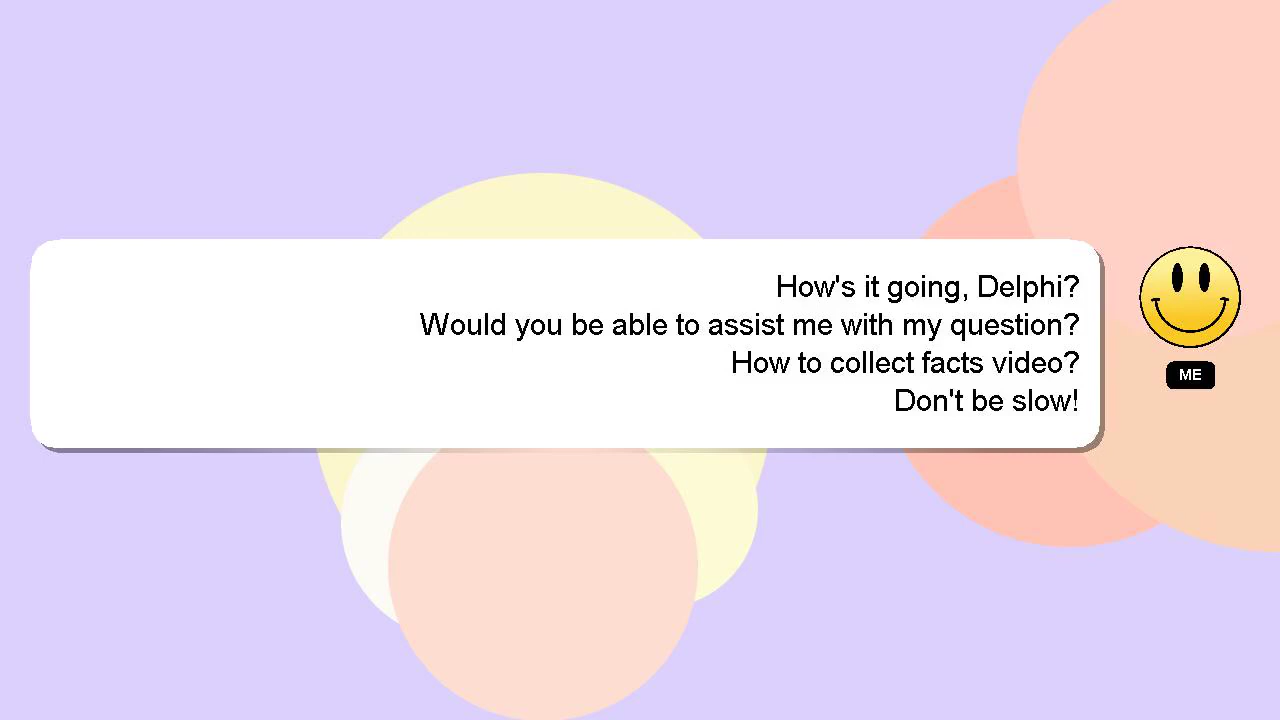 How's it going, Delphi?
Would you be able to assist me with my question?
How to collect facts video?
Don't be slow!
ME